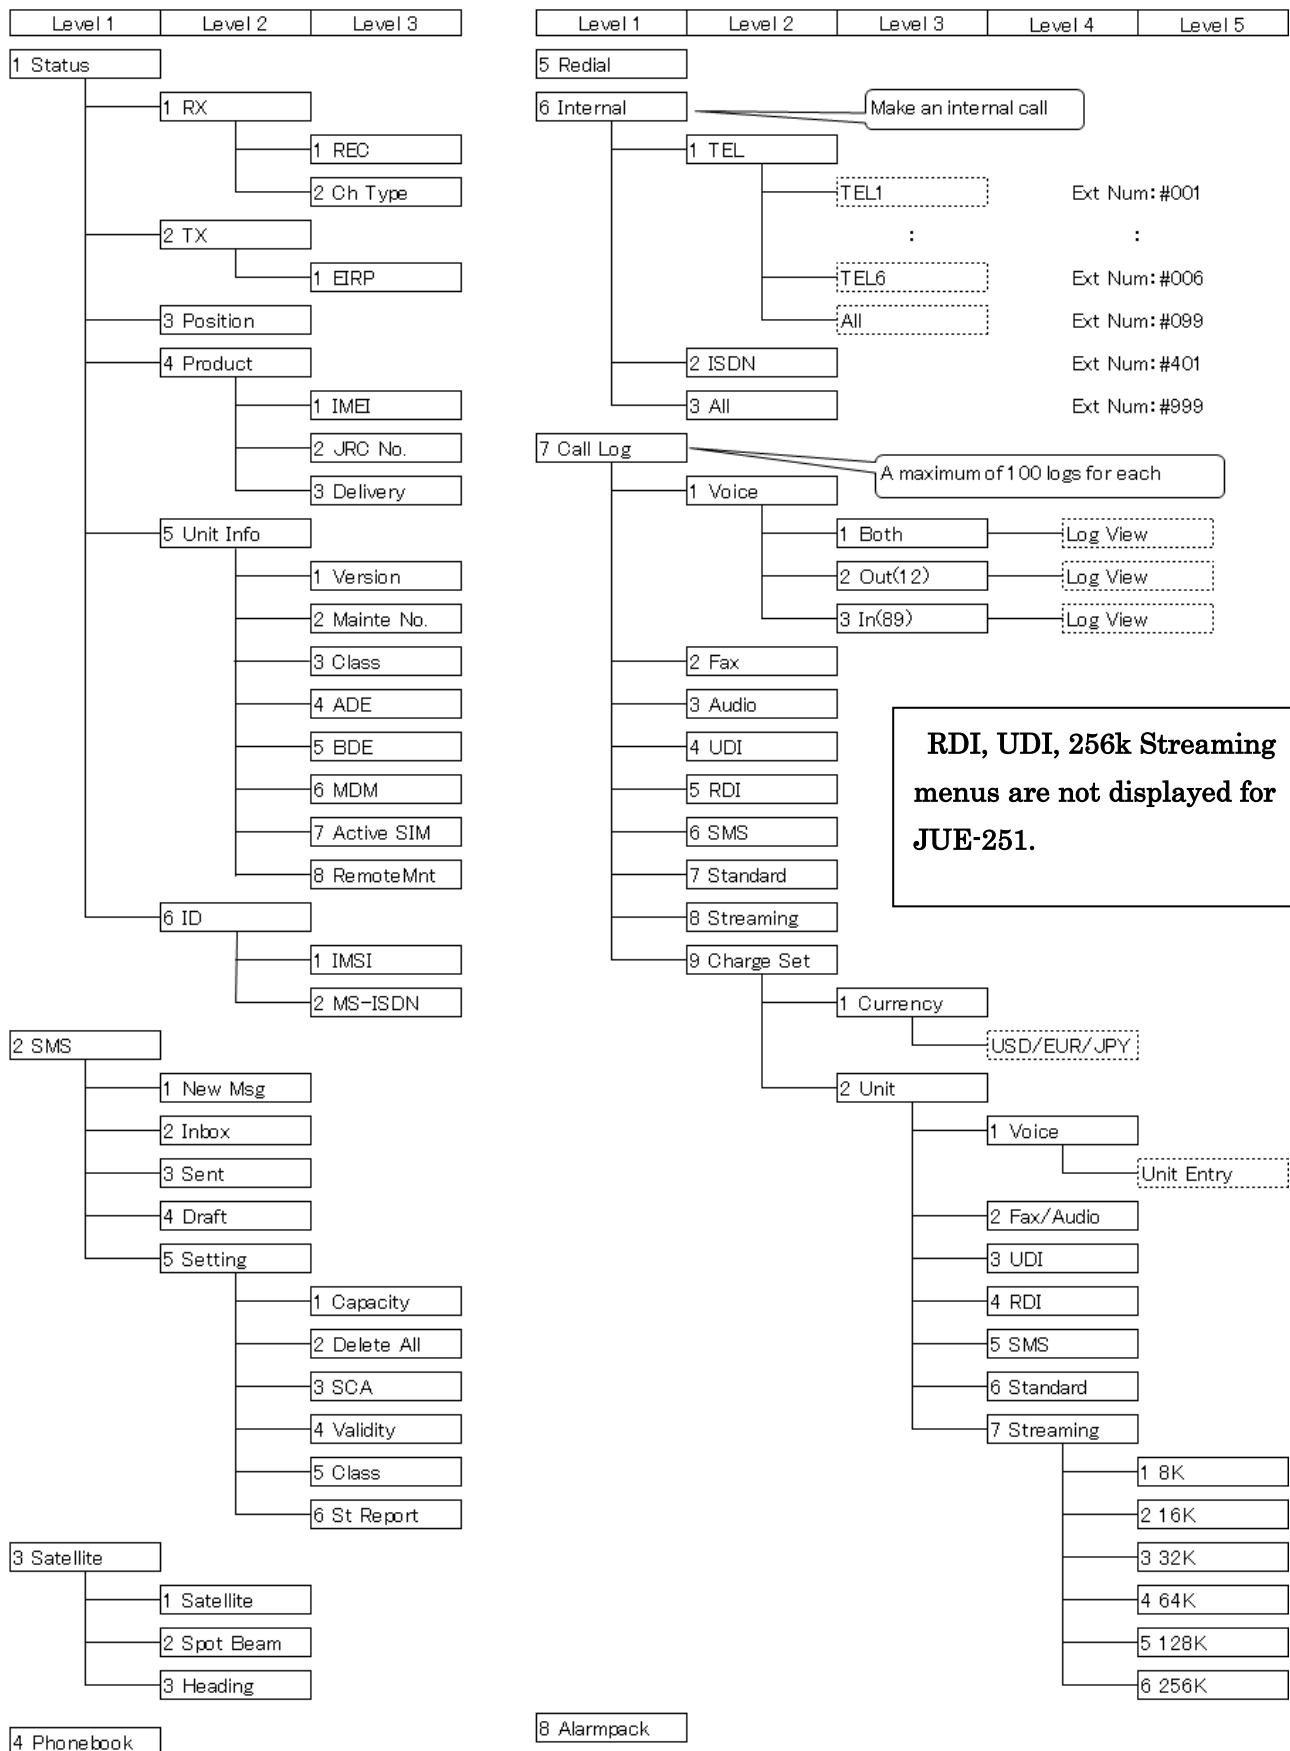 Level 1 Level 2 Level 3
1 Status
1 RX
1 REC
2 Ch Type
2 TX
1 EIRP
3 Position
4 Product
1 IMEI
2 JRC No.
3 Delivery
5 Unit Info
1 Version
2 Mainte No.
3 Class
4 ADE
5 BDE
6 MDM
7 Active SIM
8 RemoteMnt
6 ID
1 IMSI
2 MS-ISDN
2 SMS
1 New Msg
2 Inbox
3 Sent
4 Draft
5 Setting
1 Capacity
2 Delete All
3 SCA
4 Validity
5 Class
6 St Report
3 Satellite
1 Satellite
2 Spot Beam
3 Heading
4 Phonebook
Level 1 Level 2 Level 3 Level 4 Level 5
5 Redial
6 Internal
Make an internal call
1 TEL
TEL1 Ext Num:#001
: :
TEL6 Ext Num:#006
All Ext Num:#099
2 ISDN Ext Num:#401
3 All Ext Num:#999
7 Call Log
A maximum of 100 logs for each
1 Voice
1 Both Log View
2 Out(12) Log View
3 In(89) Log View
2 Fax
3 Audio
4 UDI
5 RDI
6 SMS
7 Standard
8 Streaming
9 Charge Set
RDI, UDI, 256k Streaming
menus are not displayed for
JUE-251.
1 Currency
USD/EUR/JPY
2 Unit
1 Voice
Unit Entry
2 Fax/Audio
3 UDI
4 RDI
5 SMS
6 Standard
7 Streaming
1 8K
2 16K
3 32K
4 64K
5 128K
6 256K
8 Alarmpack